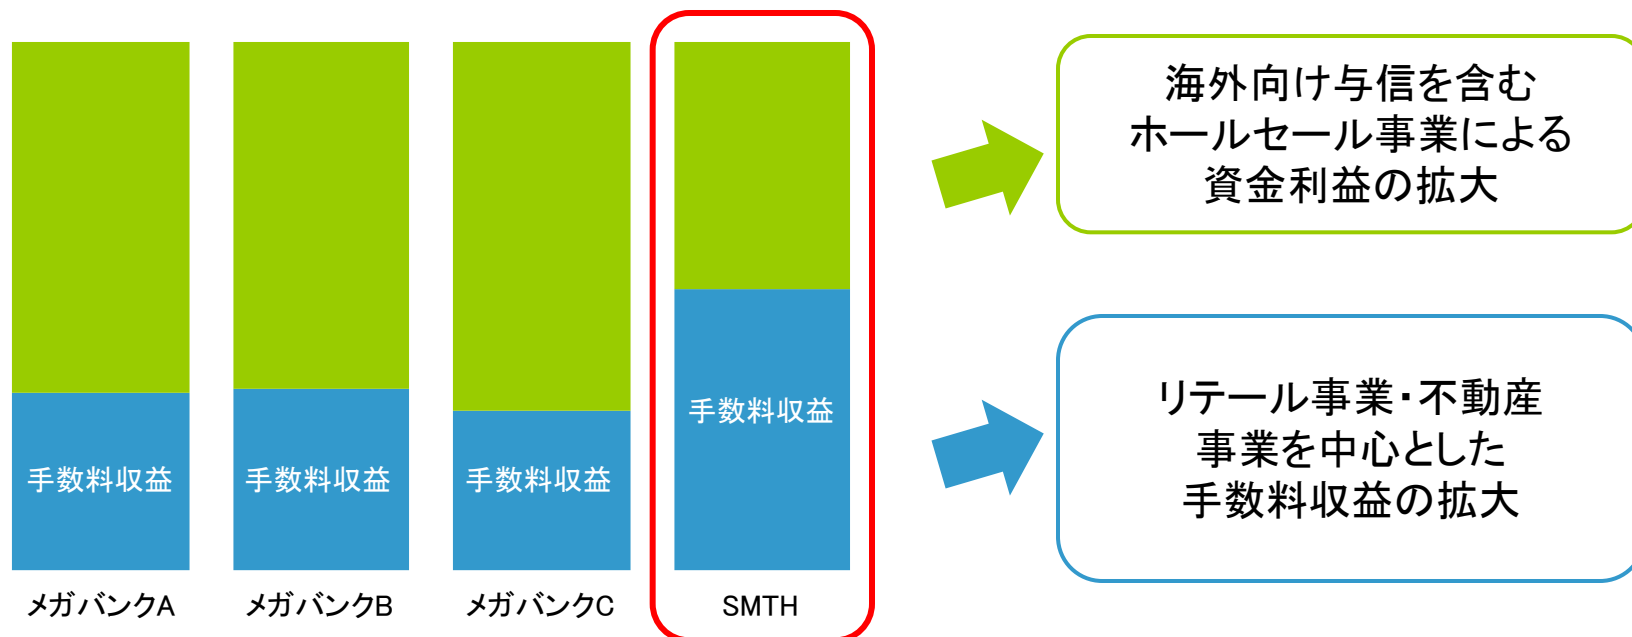 海外向け与信を含む
ホールセール事業による
資金利益の拡大
手数料収益
手数料収益
手数料収益
手数料収益
リテール事業・不動産
事業を中心とした
手数料収益の拡大
メガバンクA
メガバンクB
メガバンクC
SMTH